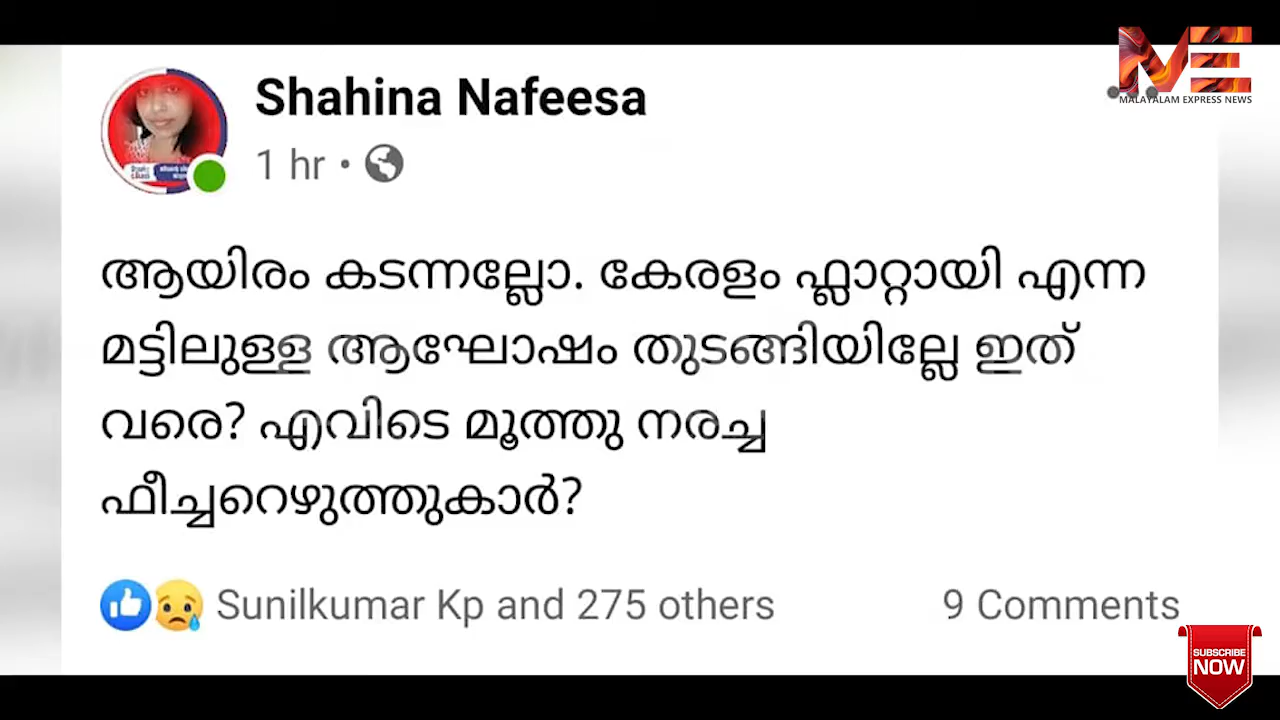 ME
MALAYALAM EXPRESS NEWS
Shahina Nafeesa
1 hr •
ആയിരം കടന്നല്ലോ. കേരളം ഫ്ലാറ്റായി എന്ന
മട്ടിലുള്ള ആഘോഷം തുടങ്ങിയില്ലേ ഇത്
വരെ? എവിടെ മൂത്തു നരച്ച
ഫീച്ചറെഴുത്തുകാർ?
Sunilkumar Kp and 275 others
9 Comments
SUBSCRIBE
NOW